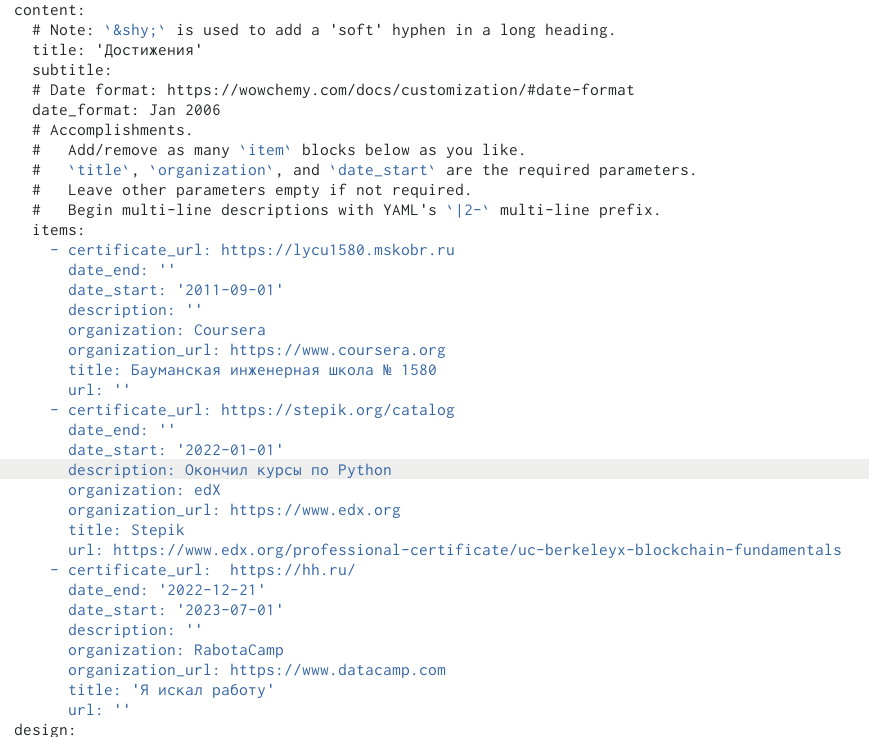 content:
  # Note: `&shy;` is used to add a 'soft' hyphen in a long heading.
  title: 'Достижения'
  subtitle:
  # Date format: https://wowchemy.com/docs/customization/#date-format
  date_format: Jan 2006
  # Accomplishments.
  #   Add/remove as many `item` blocks below as you like.
  #   `title`, `organization`, and `date_start` are the required parameters.
  #   Leave other parameters empty if not required.
  #   Begin multi-line descriptions with YAML's `|2-` multi-line prefix.
  items:
    - certificate_url: https://lycu1580.mskobr.ru
      date_end: ''
      date_start: '2011-09-01'
      description: ''
      organization: Coursera
      organization_url: https://www.coursera.org
      title: Бауманская инженерная школа № 1580
      url: ''
    - certificate_url: https://stepik.org/catalog
      date_end: ''
      date_start: '2022-01-01'
      description: Окончил курсы по Python
      organization: edX
      organization_url: https://www.edx.org
      title: Stepik
      url: https://www.edx.org/professional-certificate/uc-berkeleyx-blockchain-fundamentals
    - certificate_url:  https://hh.ru/
      date_end: '2022-12-21'
      date_start: '2023-07-01'
      description: ''
      organization: RabotaCamp
      organization_url: https://www.datacamp.com
      title: 'Я искал работу'
      url: ''
design: